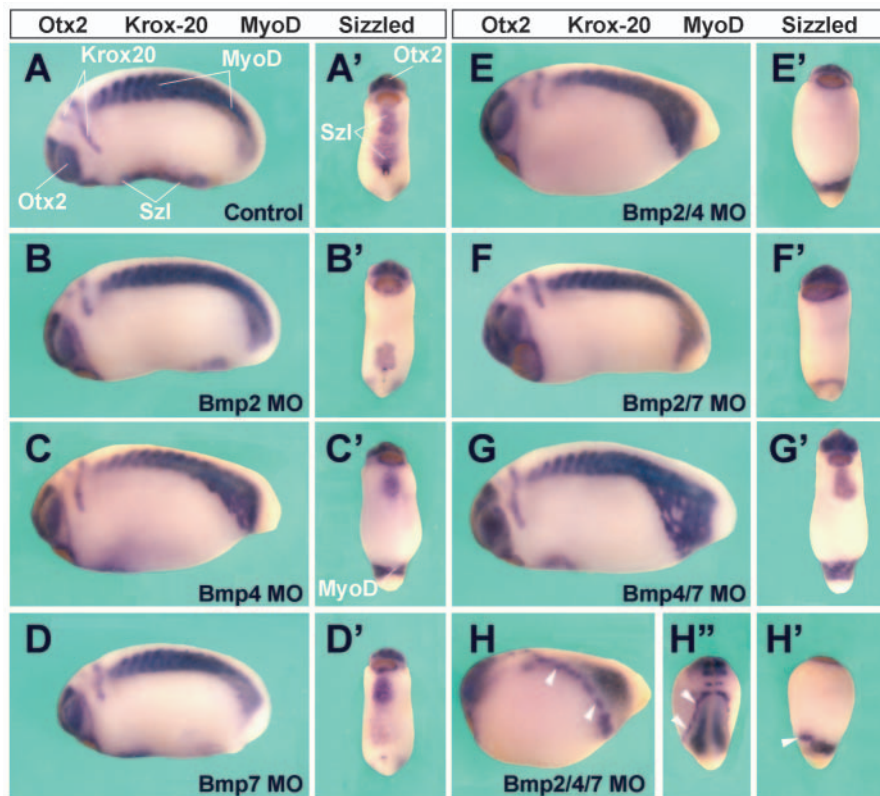 Otx2 Krox-20 MyoD Sizzled Otx2 Krox-20 MyoD Sizzled
A Krox20 MyoD A' Otx2 E E'
Szl
Otx2 Szl
Control Bmp2/4 MO
B B' F F'
Bmp2 MO Bmp2/7 MO
C C' G G'
Bmp4 MO MyoD Bmp4/7 MO
D D' H H" H'
Bmp7 MO Bmp2/4/7 MO